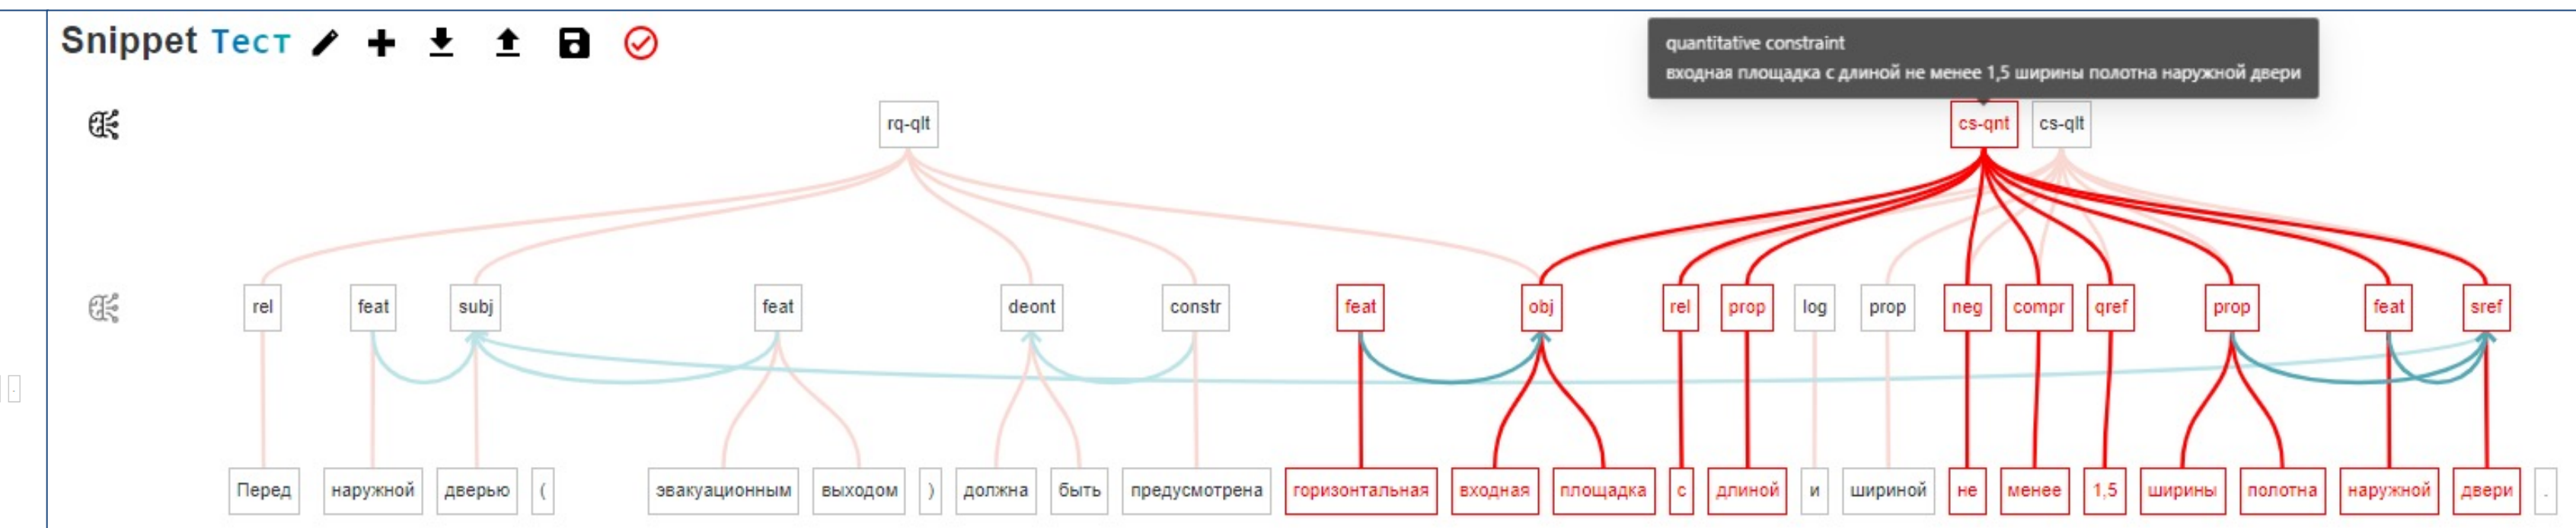 Snippet Тест
quantitative constraint
входная площадка с длиной не менее 1,5 ширины полотна наружной двери
rq-qlt cs-qnt cs-qlt
rel feat subj feat deont constr feat obj rel prop log prop neg compr qref prop feat sref
Перед наружной дверью ( эвакуационным выходом ) должна быть предусмотрена горизонтальная входная площадка с длиной и шириной не менее 1,5 ширины полотна наружной двери .